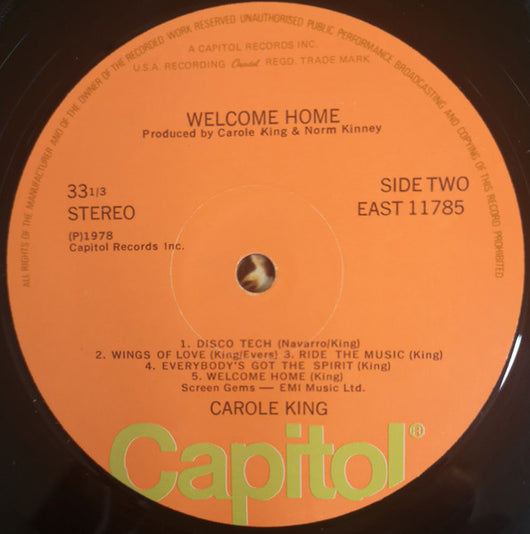 ALL RIGHTS OF THE MANUFACTURER AND OF THE OWNER OF THE RECORDED WORK RESERVED UNAUTHORISED PUBLIC PERFORMANCE BROADCASTING AND COPYING OF THIS RECORD PROHIBITED
A CAPITOL RECORDS INC.
U.S.A. RECORDING Capitol REGD. TRADE MARK
WELCOME HOME
Produced by Carole King & Norm Kinney
33 1/3
STEREO
(P)1978
Capitol Records Inc.
SIDE TWO
EAST 11785
1. DISCO TECH (Navarro/King)
2. WINGS OF LOVE (King/Evers) 3. RIDE THE MUSIC (King)
4. EVERYBODY'S GOT THE SPIRIT (King)
5. WELCOME HOME (King)
Screen Gems — EMI Music Ltd.
CAROLE KING
Capitol®